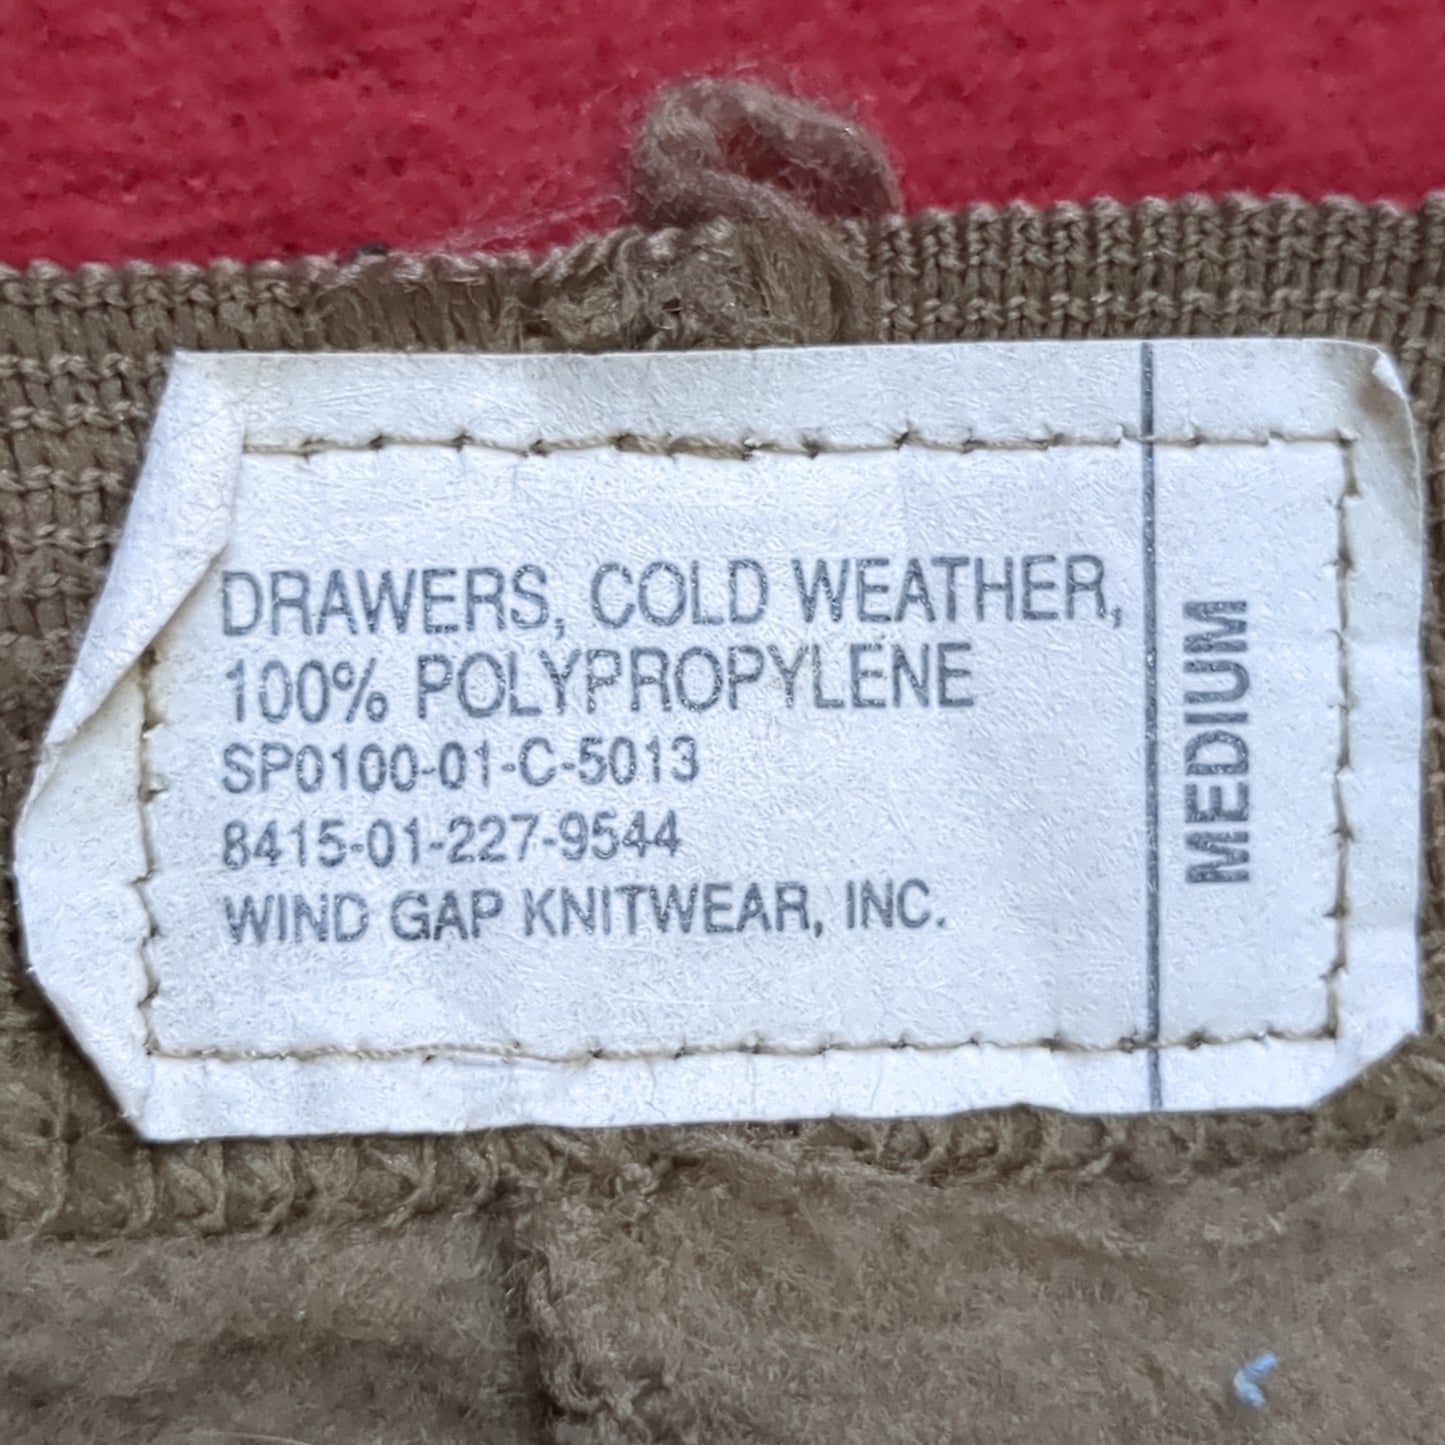 DRAWERS, COLD WEATHER,
100% POLYPROPYLENE
SP0100-01-C-5013
8415-01-227-9544
WIND GAP KNITWEAR, INC.
MEDIUM